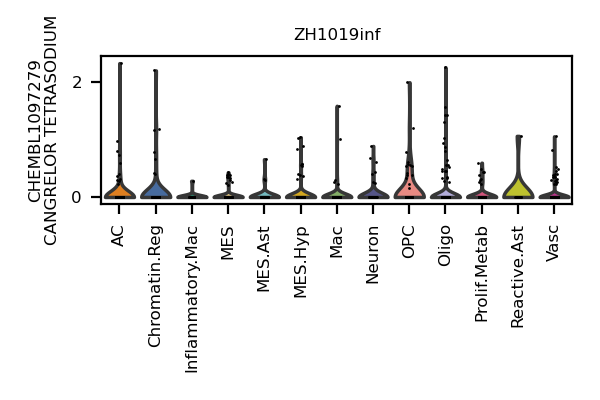 ZH1019inf
CHEMBL1097279
CANGRELOR TETRASODIUM
2
0
AC
Chromatin.Reg
Inflammatory.Mac
MES
MES.Ast
MES.Hyp
Mac
Neuron
OPC
Oligo
Prolif.Metab
Reactive.Ast
Vasc